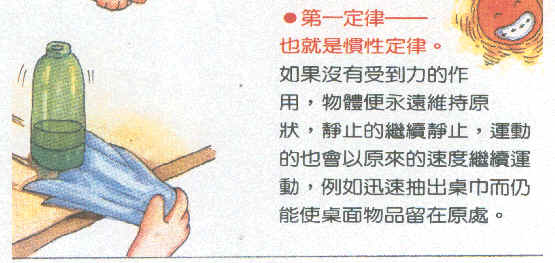 ●第一定律——
也就是慣性定律。
如果沒有受到力的作
用，物體便永遠維持原
狀，靜止的繼續靜止，運動
的也會以原來的速度繼續運
動，例如迅速抽出桌巾而仍
能使桌面物品留在原處。